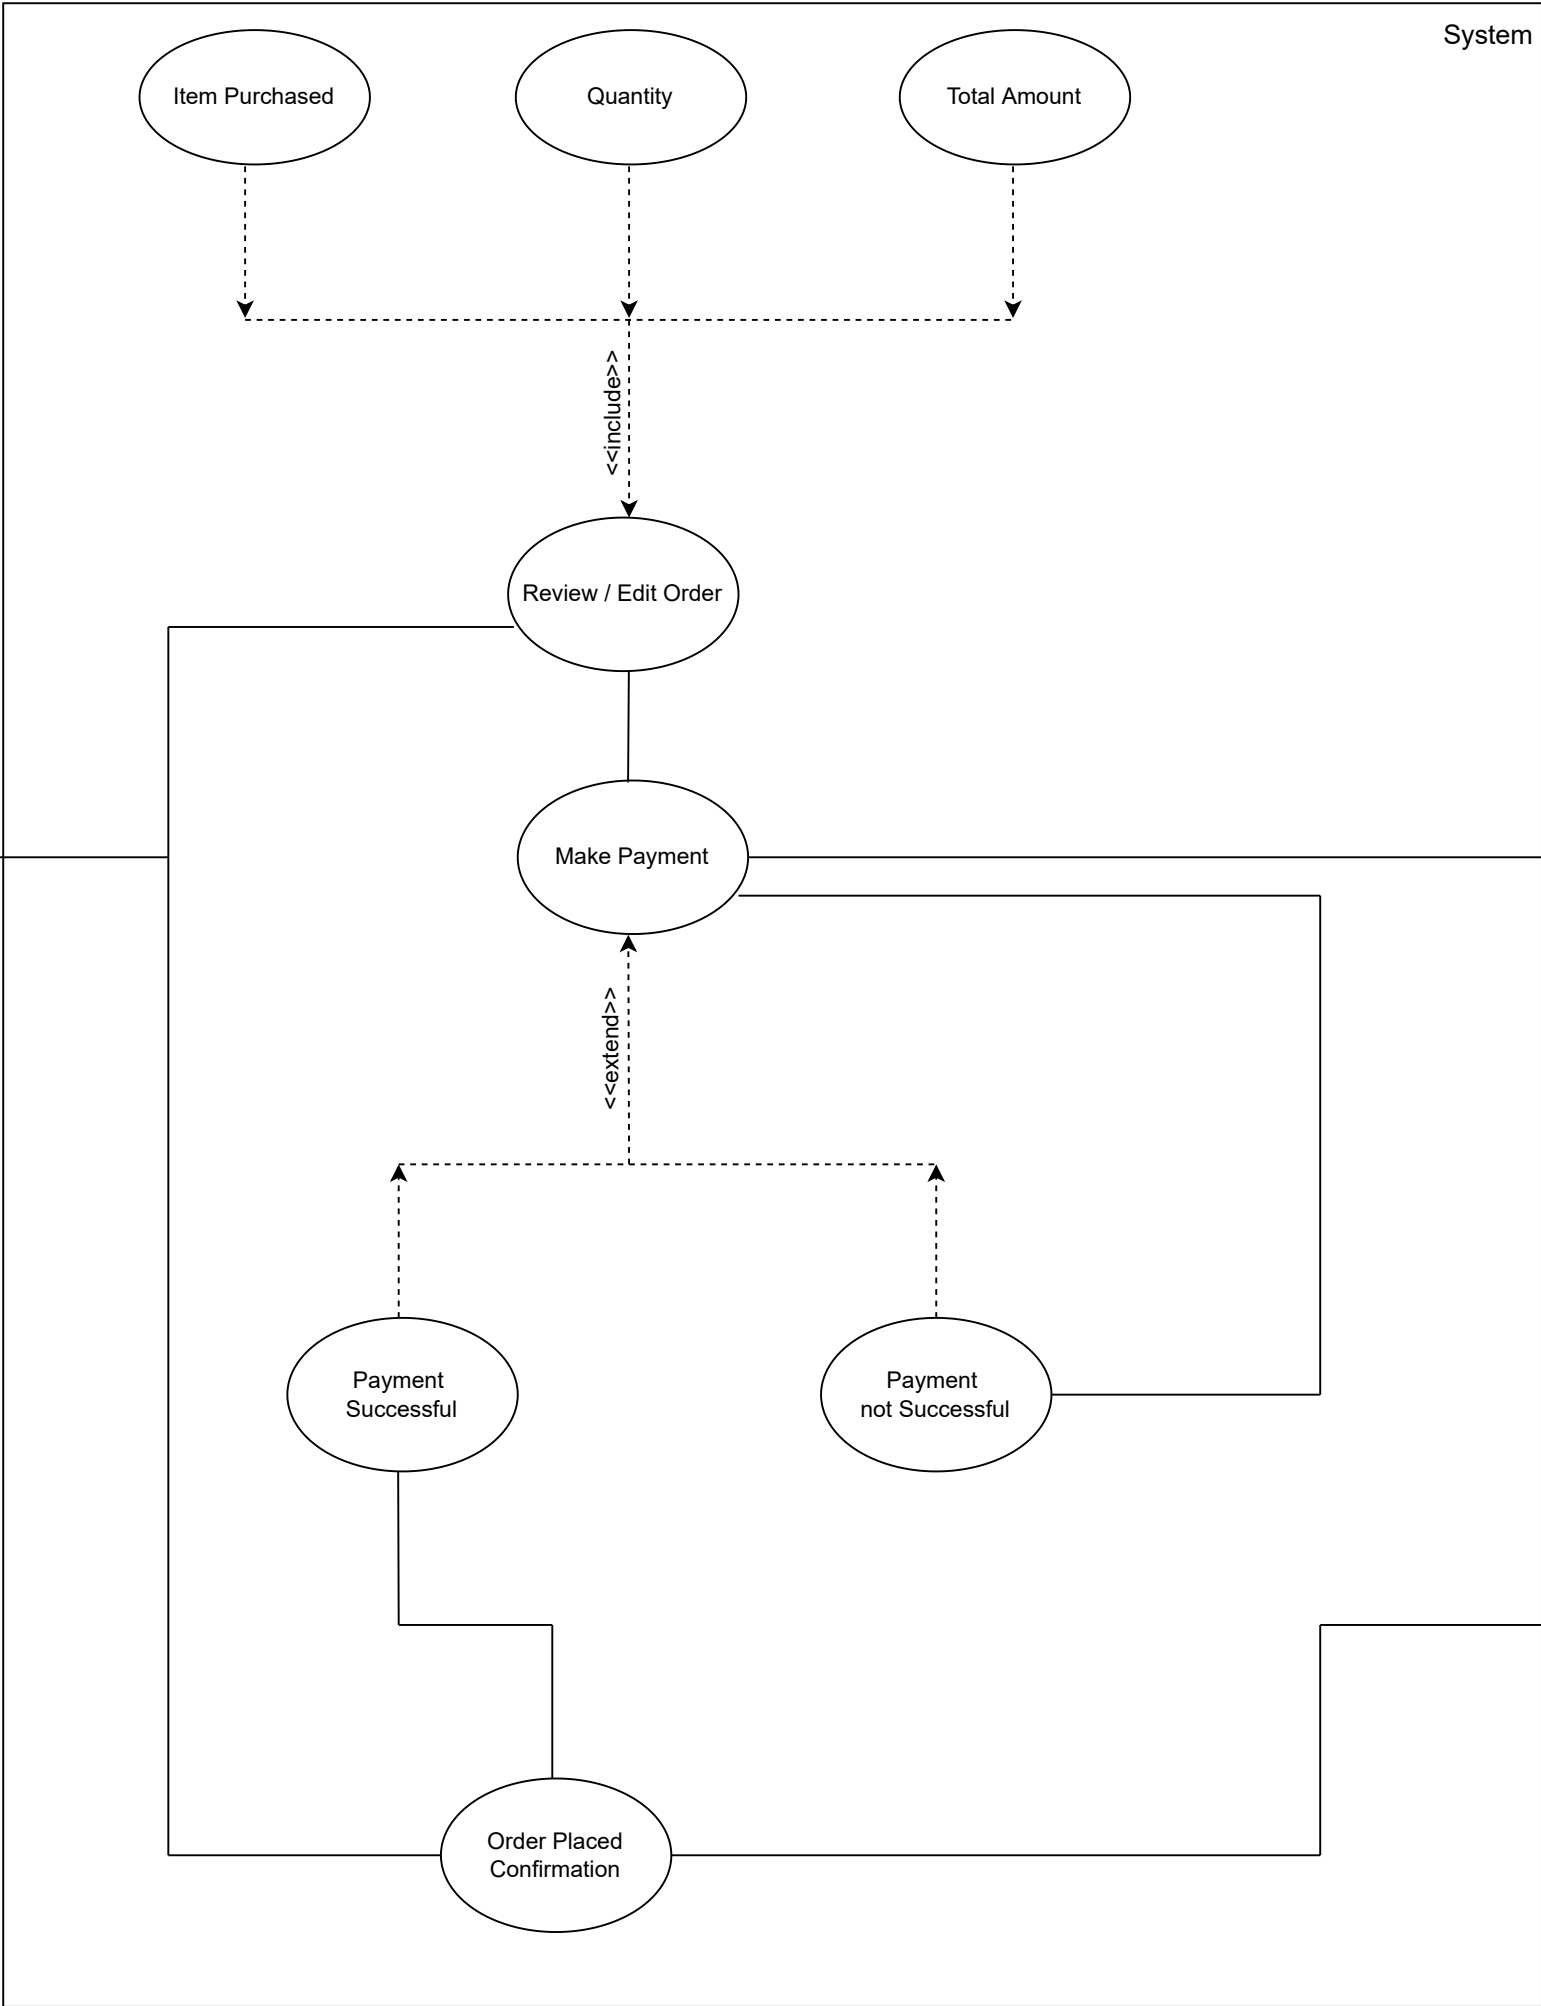 System
Item Purchased
Quantity
Total Amount
<<include>>
Review / Edit Order
Make Payment
<<extend>>
Payment
Successful
Payment
not Successful
Order Placed
Confirmation